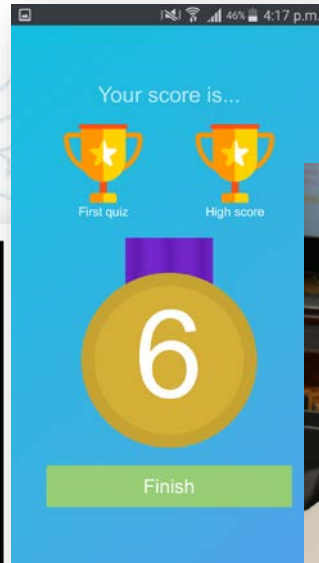 46% 4:17 p.m.
Your score is...
First quiz
High score
6
Finish